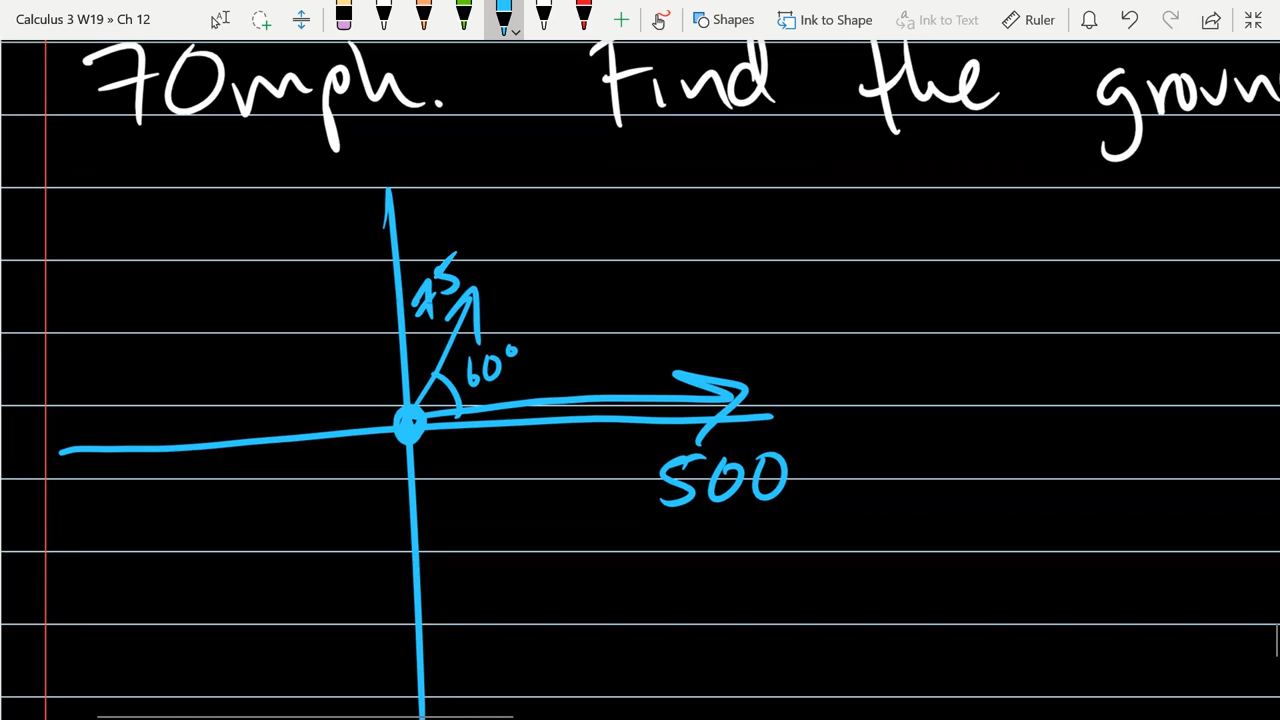 Calculus 3 W19 » Ch 12
Shapes Ink to Shape Ink to Text Ruler
70mph. Find the groun
60°
500